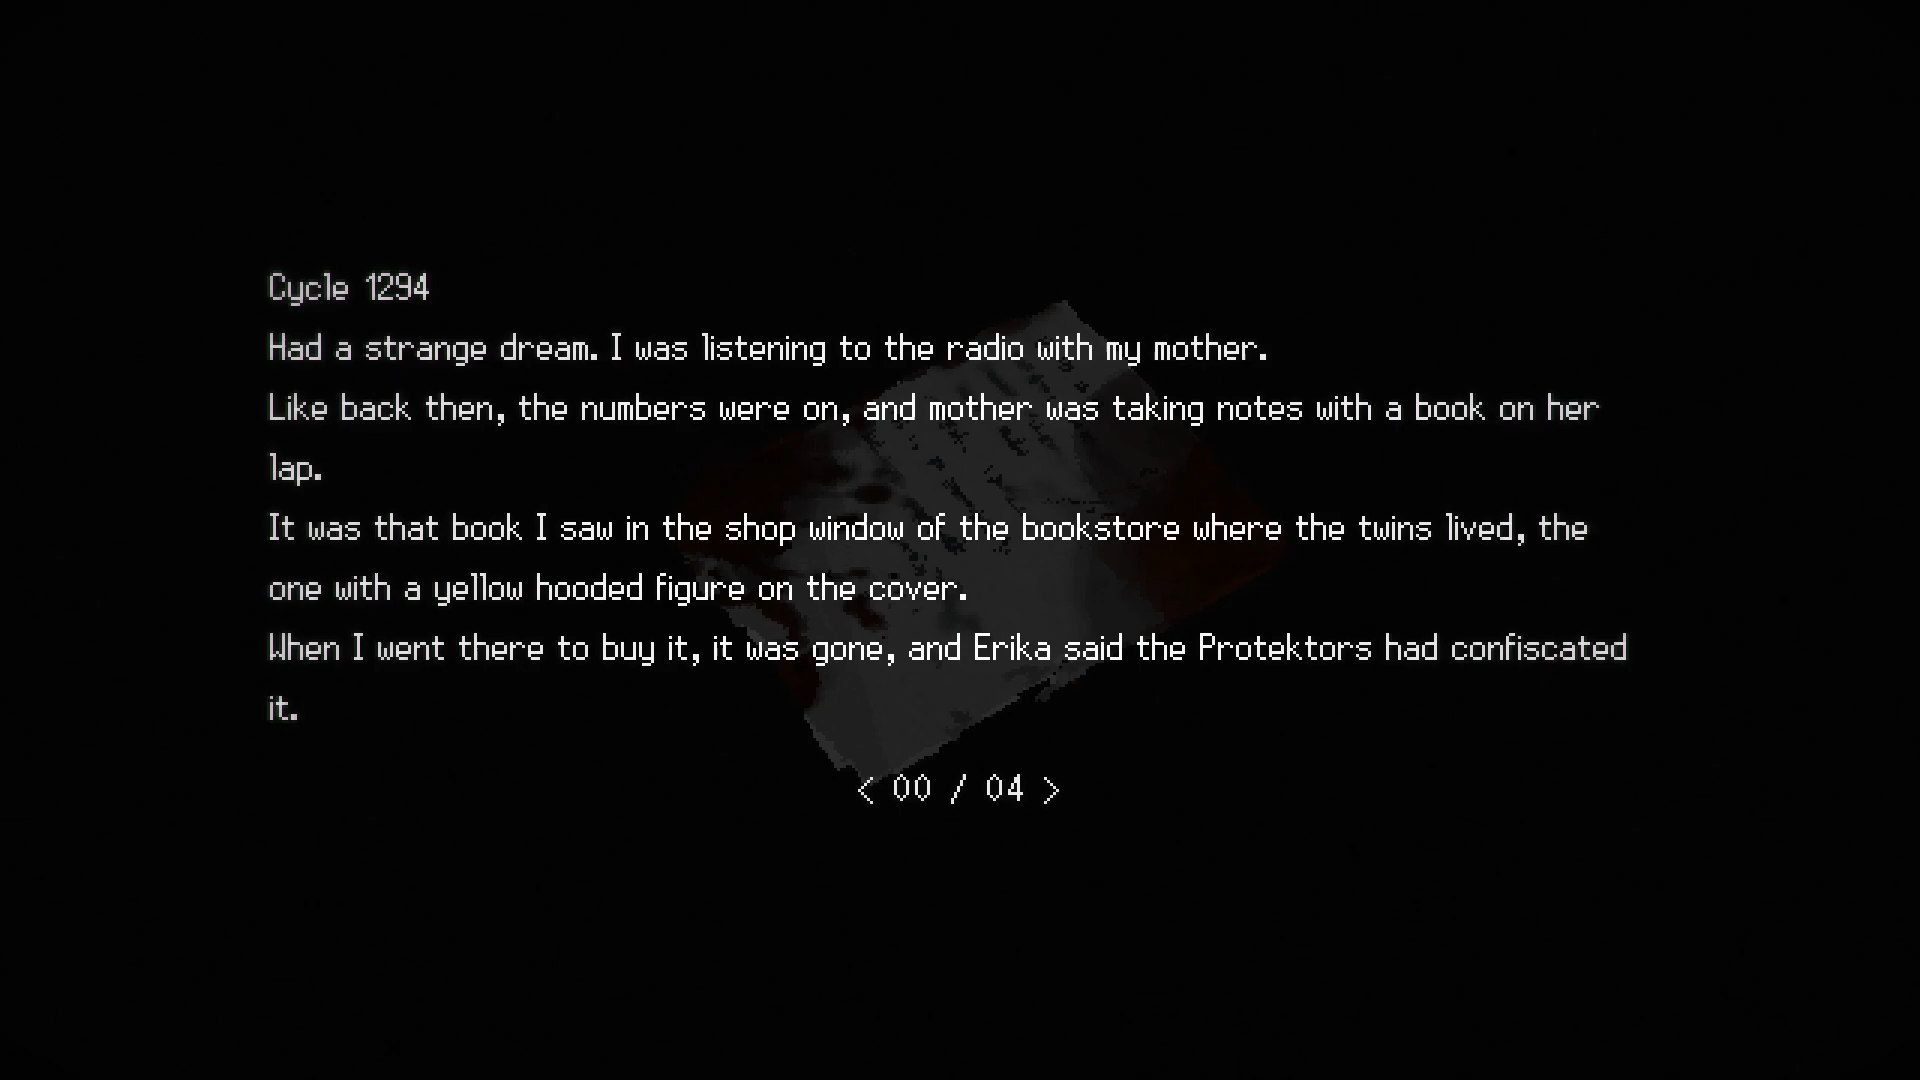 Cycle 1294
Had a strange dream. I was listening to the radio with my mother.
Like back then, the numbers were on, and mother was taking notes with a book on her
lap.
It was that book I saw in the shop window of the bookstore where the twins lived, the
one with a yellow hooded figure on the cover.
When I went there to buy it, it was gone, and Erika said the Protektors had confiscated
it.
< 00 / 04 >